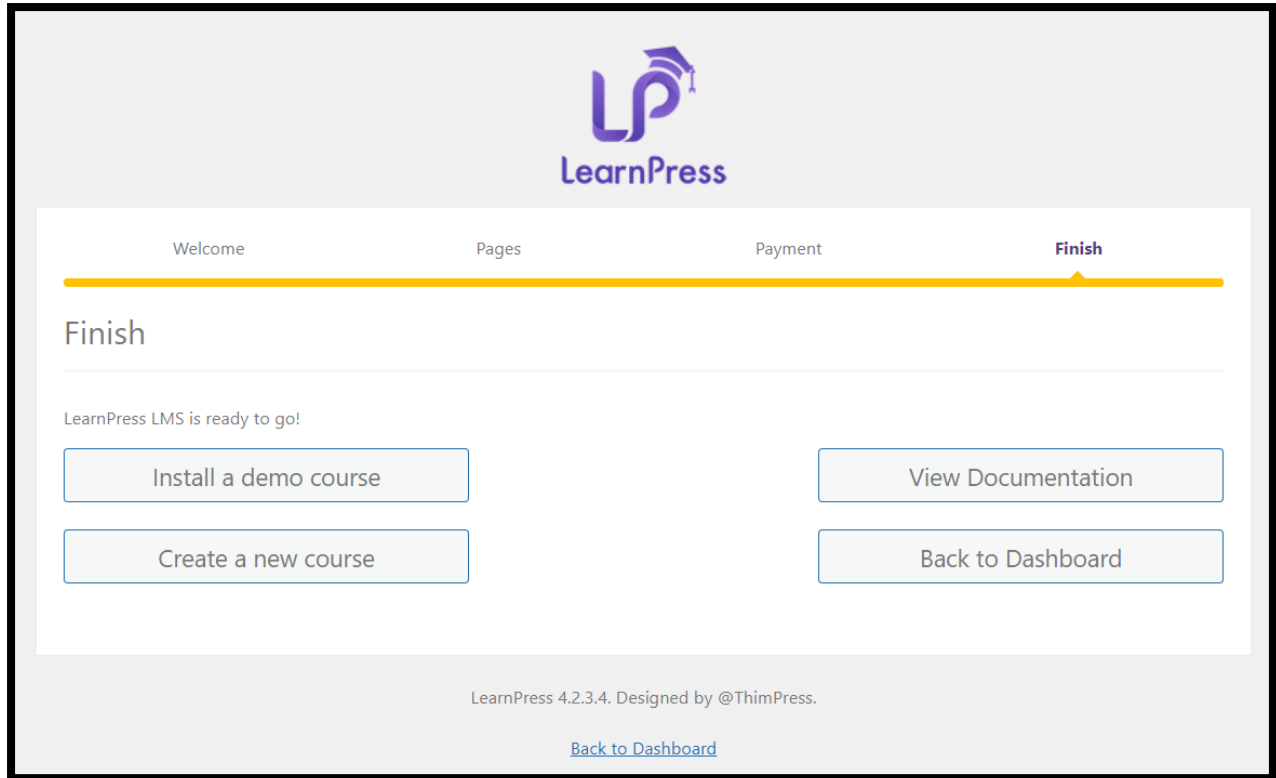 LP
LearnPress
Welcome Pages Payment Finish
Finish
LearnPress LMS is ready to go!
Install a demo course View Documentation
Create a new course Back to Dashboard
LearnPress 4.2.3.4. Designed by @ThimPress.
Back to Dashboard